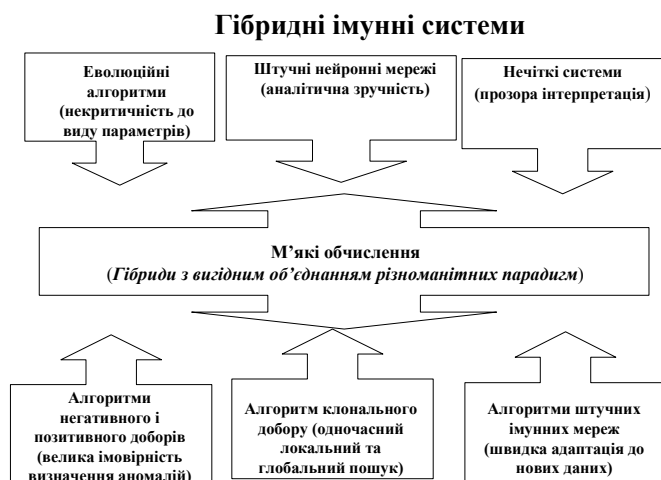 Гібридні імунні системи
Еволюційні
алгоритми
(некритичність до
виду параметрів)
Штучні нейронні мережі
(аналітична зручність)
Нечіткі системи
(прозора інтерпретація)
М’які обчислення
(Гібриди з вигідним об’єднанням різноманітних парадигм)
Алгоритми
негативного і
позитивного доборів
(велика імовірність
визначення аномалій)
Алгоритм клонального
добору (одночасний
локальний та
глобальний пошук)
Алгоритми штучних
імунних мереж
(швидка адаптація до
нових даних)